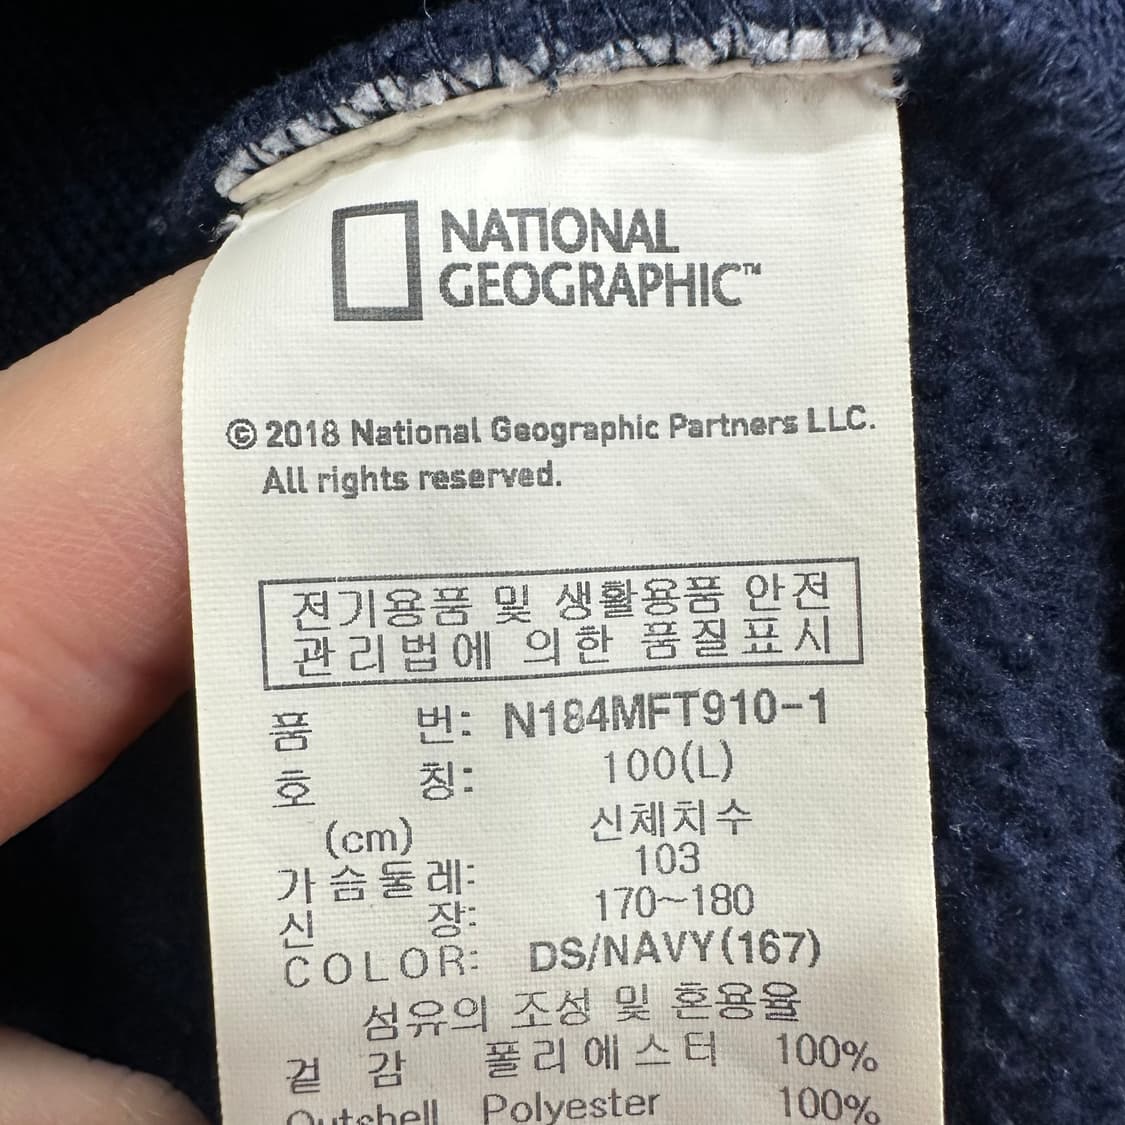 NATIONAL
GEOGRAPHIC™
© 2018 National Geographic Partners LLC.
All rights reserved.
전기용품 및 생활용품 안전
관리법에 의한 품질표시
품 번: N184MFT910-1
호 칭: 100(L)
(cm) 신체치수
가슴둘레: 103
신 장: 170~180
COLOR: DS/NAVY(167)
섬유의 조성 및 혼용율
겉 감 폴리에스터 100%
Outshell Polyester 100%